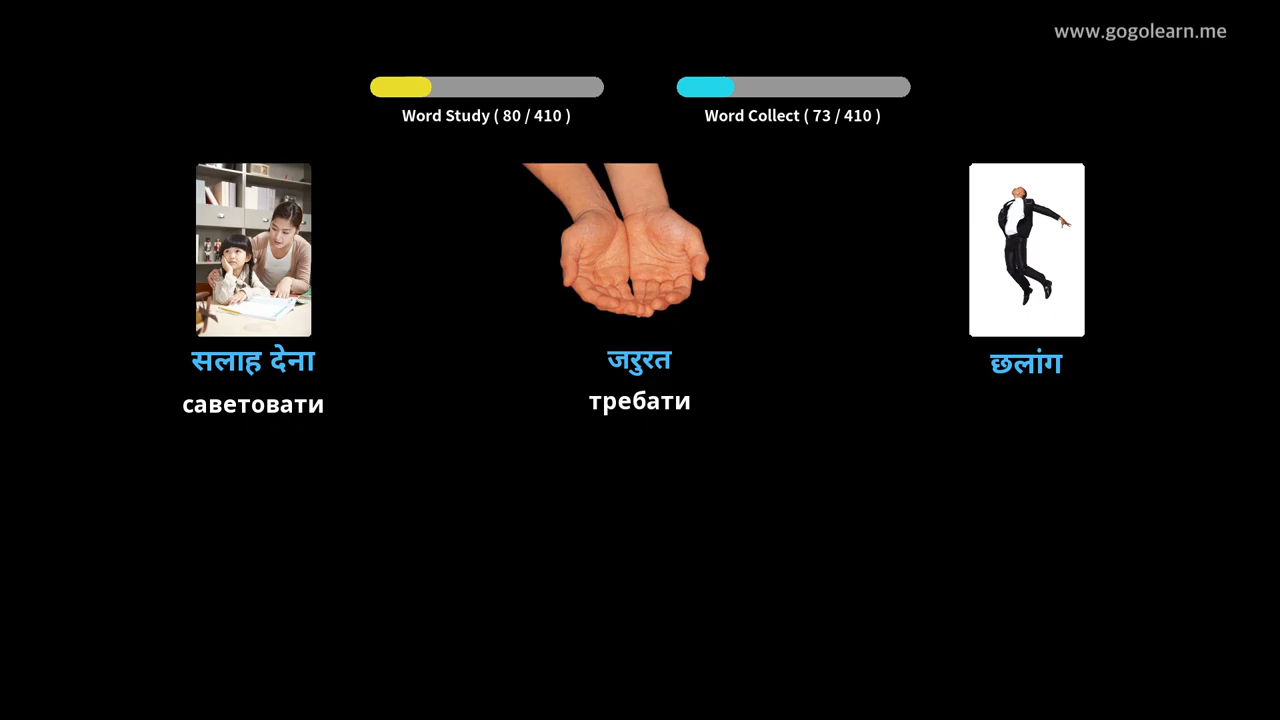 www.gogolearn.me
Word Study ( 80 / 410 )
Word Collect ( 73 / 410 )
सलाह देना
саветовати
जरुरत
требати
छलांग